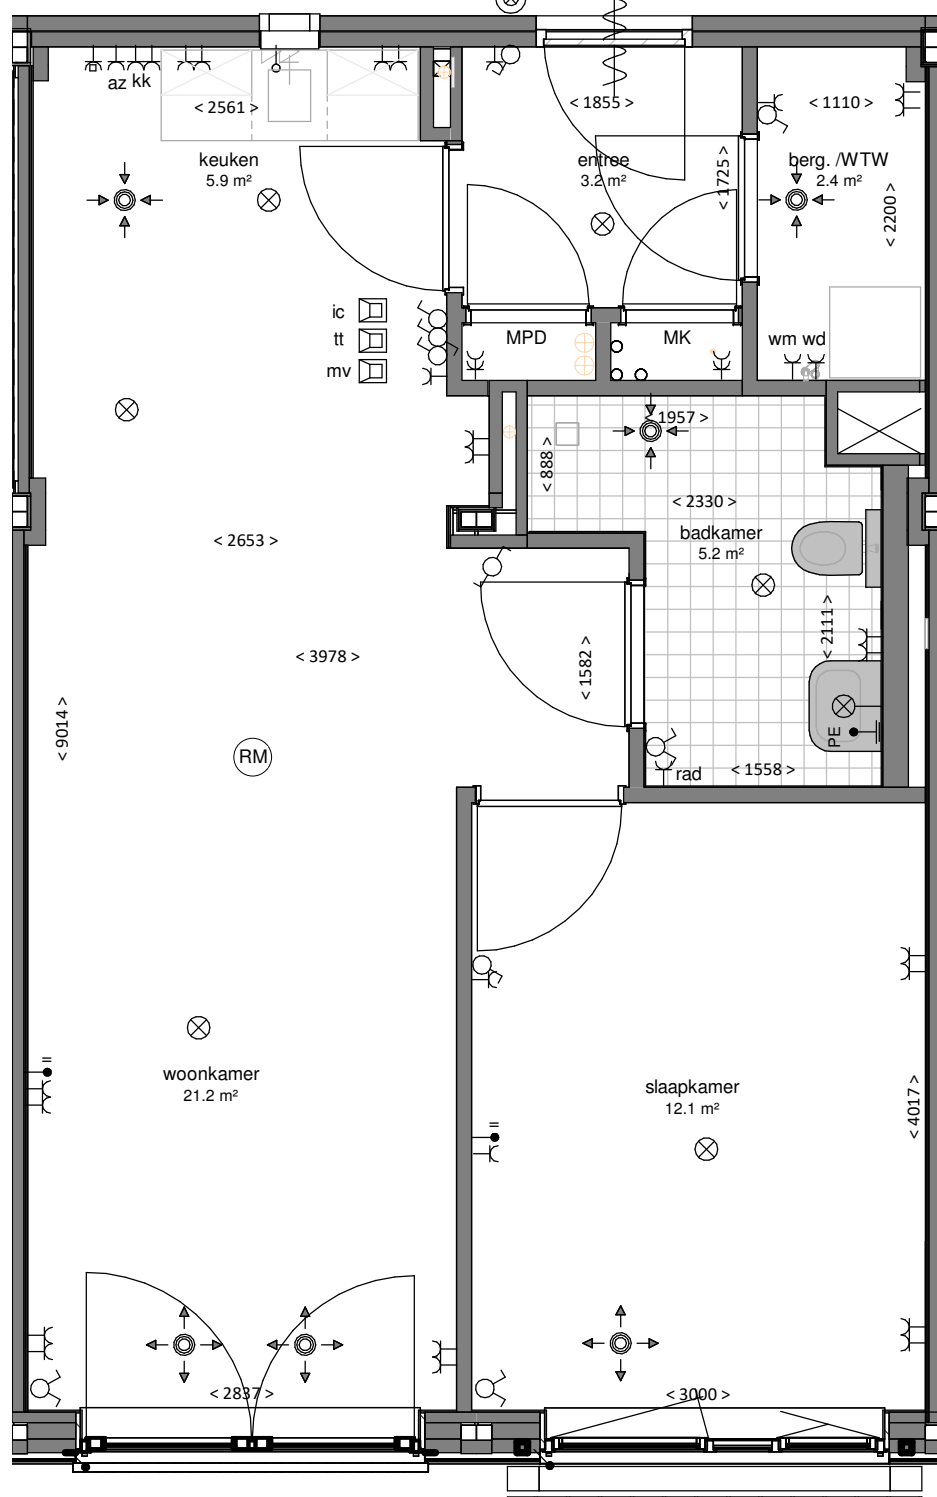 az kk
< 2561 >
< 1855 >
< 1110 >
keuken
5.9 m²
entree
3.2 m²
< 1725 >
berg. /WTW
2.4 m²
< 2200 >
ic
tt
mv
MPD
MK
wm wd
< 1957 >
< 888 >
< 2330 >
badkamer
5.2 m²
< 2653 >
< 2111 >
< 3978 >
< 1582 >
< 9014 >
RM
PE
rad
< 1558 >
woonkamer
21.2 m²
slaapkamer
12.1 m²
< 4017 >
< 2837 >
< 3000 >